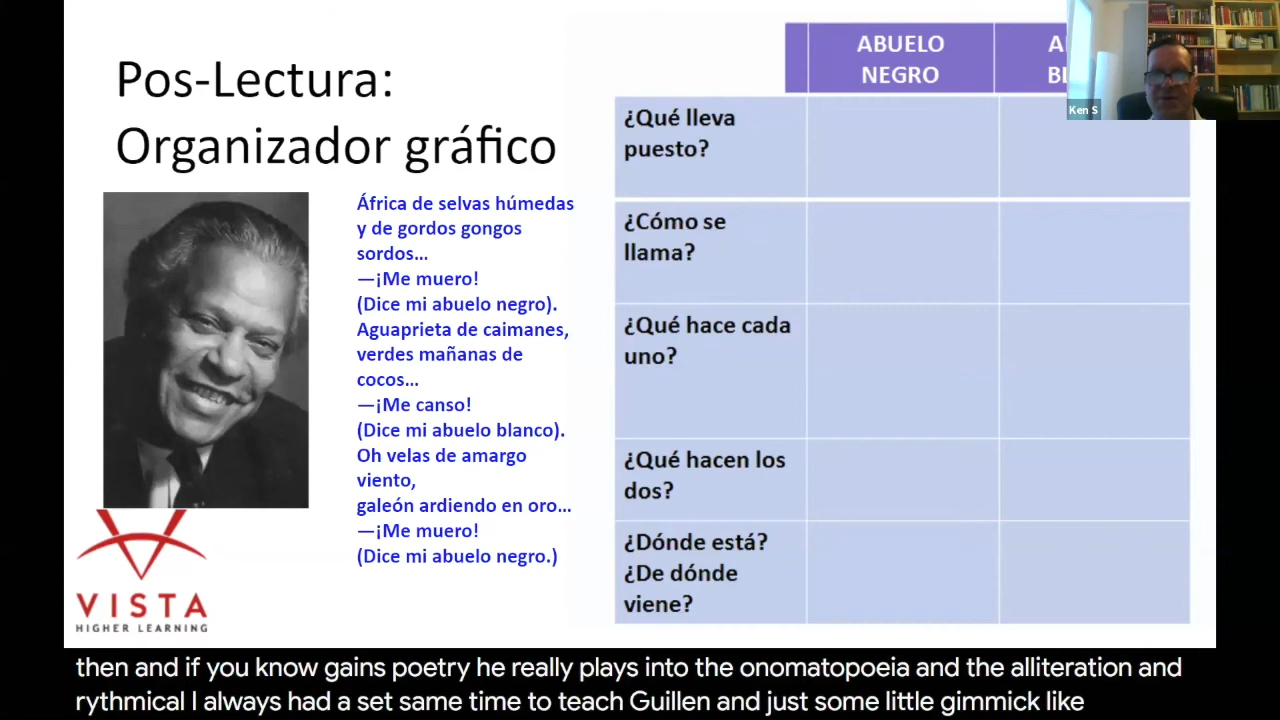 Pos-Lectura:
Organizador gráfico
África de selvas húmedas
y de gordos gongos
sordos...
—¡Me muero!
(Dice mi abuelo negro).
Aguaprieta de caimanes,
verdes mañanas de
cocos...
—¡Me canso!
(Dice mi abuelo blanco).
Oh velas de amargo
viento,
galeón ardiendo en oro...
—¡Me muero!
(Dice mi abuelo negro.)
VISTA
HIGHER LEARNING
ABUELO
NEGRO
¿Qué lleva
puesto?
¿Cómo se
llama?
¿Qué hace cada
uno?
¿Qué hacen los
dos?
¿Dónde está?
¿De dónde
viene?
Ken S
then and if you know gains poetry he really plays into the onomatopoeia and the alliteration and
rythmical I always had a set same time to teach Guillen and just some little gimmick like